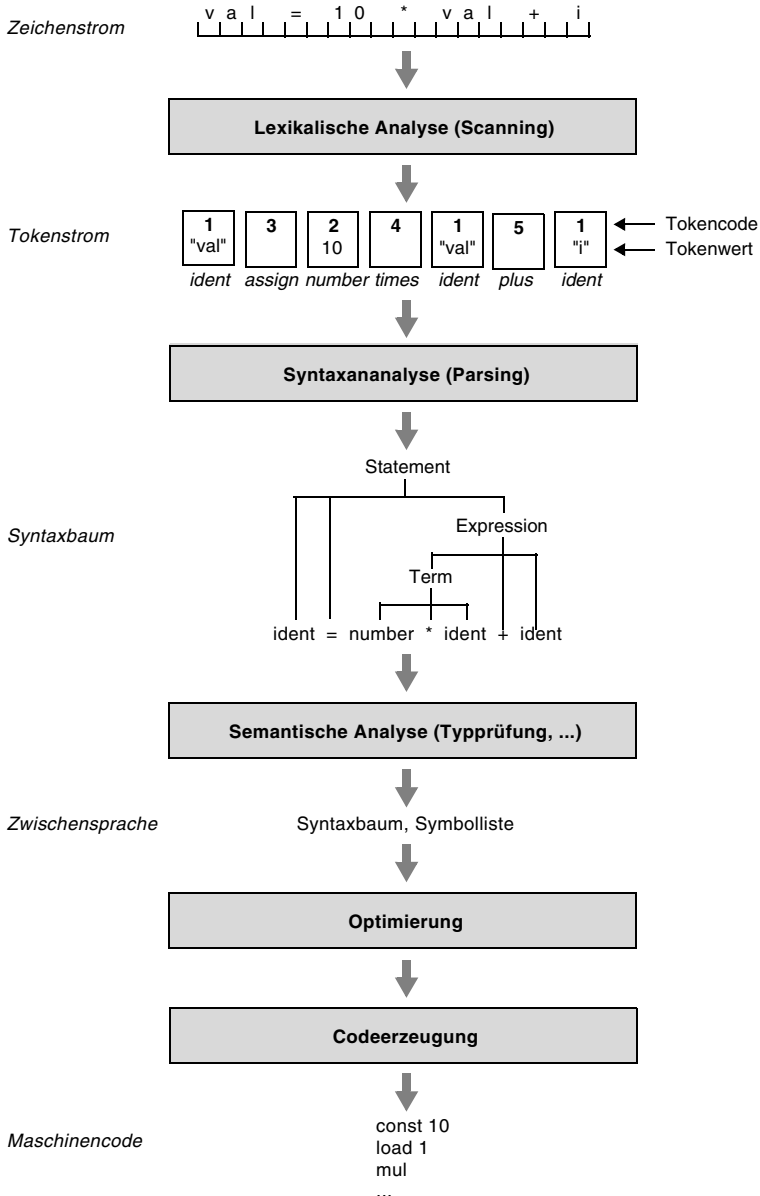 Zeichenstrom
v a l = 1 0 * v a l + i
Lexikalische Analyse (Scanning)
Tokenstrom
1 3 2 4 1 5 1
"val" 10 "val" "i"
Tokencode
Tokenwert
ident assign number times ident plus ident
Syntaxananalyse (Parsing)
Statement
Syntaxbaum
Expression
Term
ident = number * ident + ident
Semantische Analyse (Typprüfung, ...)
Zwischensprache
Syntaxbaum, Symbolliste
Optimierung
Codeerzeugung
Maschinencode
const 10
load 1
mul
...